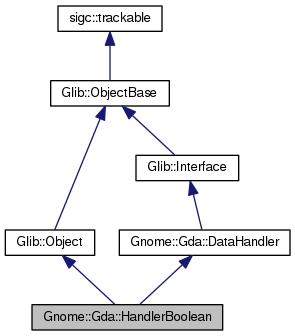 sigc::trackable
Glib::ObjectBase
Glib::Interface
Glib::Object
Gnome::Gda::DataHandler
Gnome::Gda::HandlerBoolean